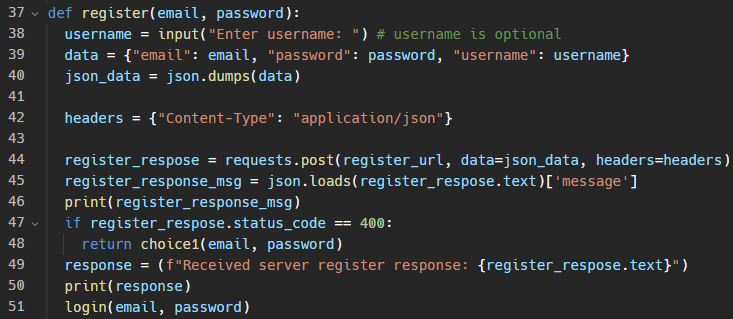 37 def register(email, password):
38 username = input("Enter username: ") # username is optional
39 data = {"email": email, "password": password, "username": username}
40 json_data = json.dumps(data)
41
42 headers = {"Content-Type": "application/json"}
43
44 register_respose = requests.post(register_url, data=json_data, headers=headers)
45 register_response_msg = json.loads(register_respose.text)['message']
46 print(register_response_msg)
47 if register_respose.status_code == 400:
48 return choice1(email, password)
49 response = (f"Received server register response: {register_respose.text}")
50 print(response)
51 login(email, password)